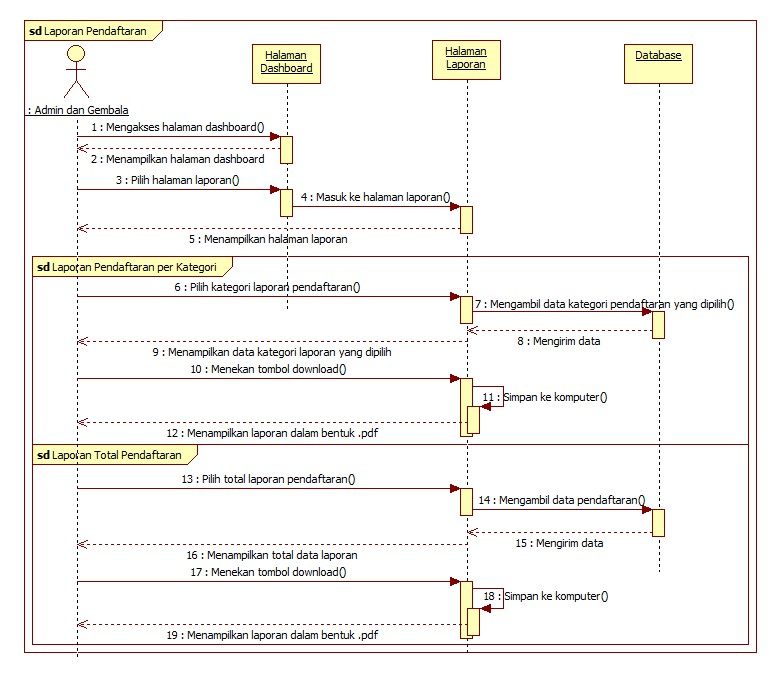 sd Laporan Pendaftaran
Halaman
Dashboard
Halaman
Laporan
Database
: Admin dan Gembala
1 : Mengakses halaman dashboard()
2 : Menampilkan halaman dashboard
3 : Pilih halaman laporan()
4 : Masuk ke halaman laporan()
5 : Menampilkan halaman laporan
sd Laporan Pendaftaran per Kategori
6 : Pilih kategori laporan pendaftaran()
7 : Mengambil data kategori pendaftaran yang dipilih()
8 : Mengirim data
9 : Menampilkan data kategori laporan yang dipilih
10 : Menekan tombol download()
11 : Simpan ke komputer()
12 : Menampilkan laporan dalam bentuk .pdf
sd Laporan Total Pendaftaran
13 : Pilih total laporan pendaftaran()
14 : Mengambil data pendaftaran()
15 : Mengirim data
16 : Menampilkan total data laporan
17 : Menekan tombol download()
18 : Simpan ke komputer()
19 : Menampilkan laporan dalam bentuk .pdf